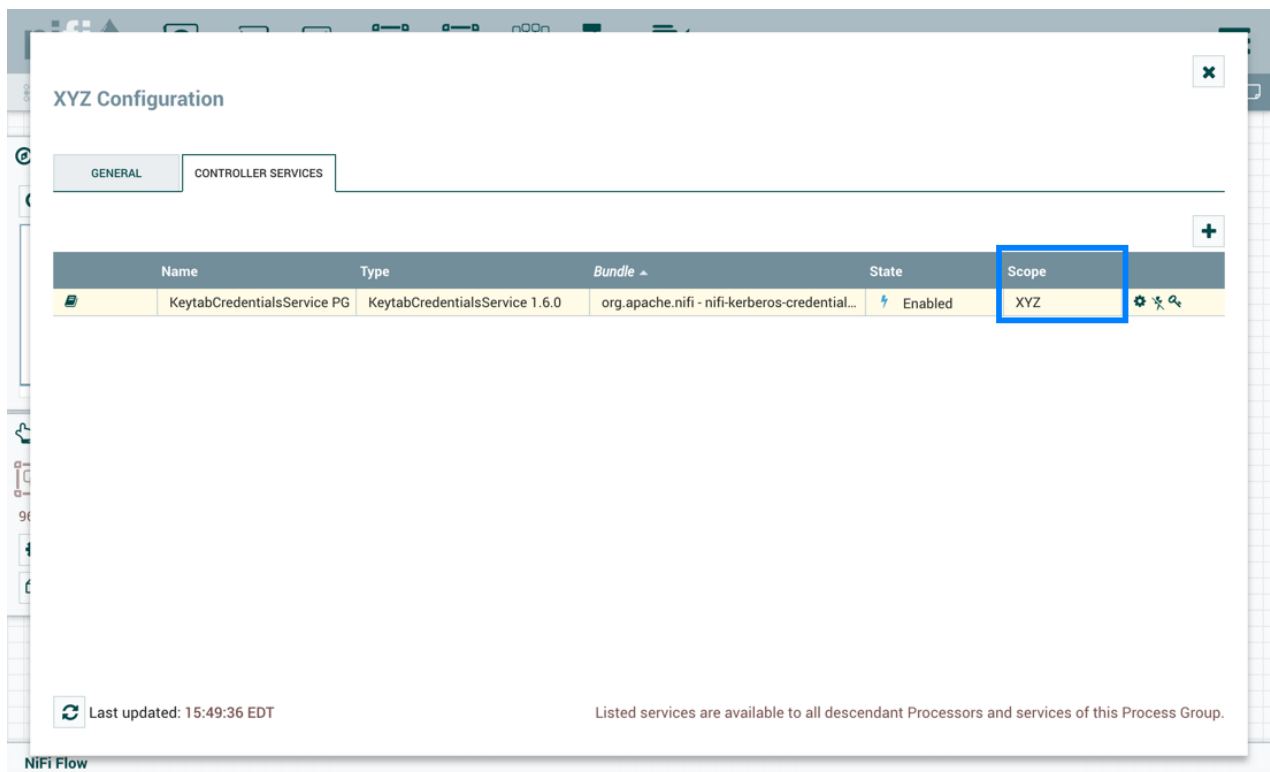 XYZ Configuration
GENERAL
CONTROLLER SERVICES
Name Type Bundle State Scope
KeytabCredentialsService PG KeytabCredentialsService 1.6.0 org.apache.nifi - nifi-kerberos-credential... Enabled XYZ
Last updated: 15:49:36 EDT
Listed services are available to all descendant Processors and services of this Process Group.
NiFi Flow